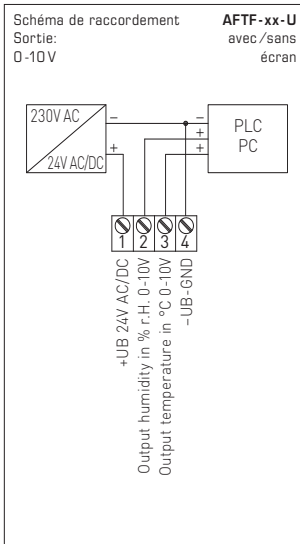 Schéma de raccordement AFTF-xx-U
Sortie: avec/sans
0-10 V écran
230V AC
24V AC/DC
–
+
–
+
+
PLC
PC
1 2 3 4
+UB 24V AC/DC
Output humidity in % r.H. 0-10V
Output temperature in °C 0-10V
–UB-GND